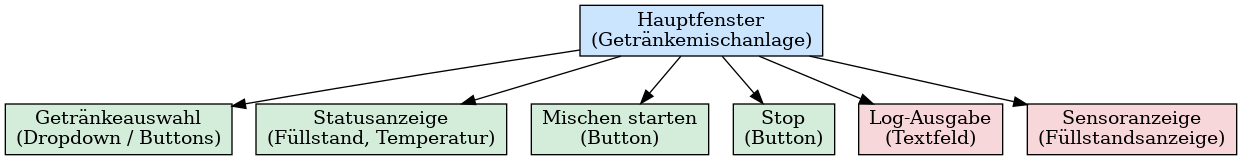 Hauptfenster
(Getränkemischanlage)
Getränkeauswahl
(Dropdown / Buttons)
Statusanzeige
(Füllstand, Temperatur)
Mischen starten
(Button)
Stop
(Button)
Log-Ausgabe
(Textfeld)
Sensoranzeige
(Füllstandsanzeige)